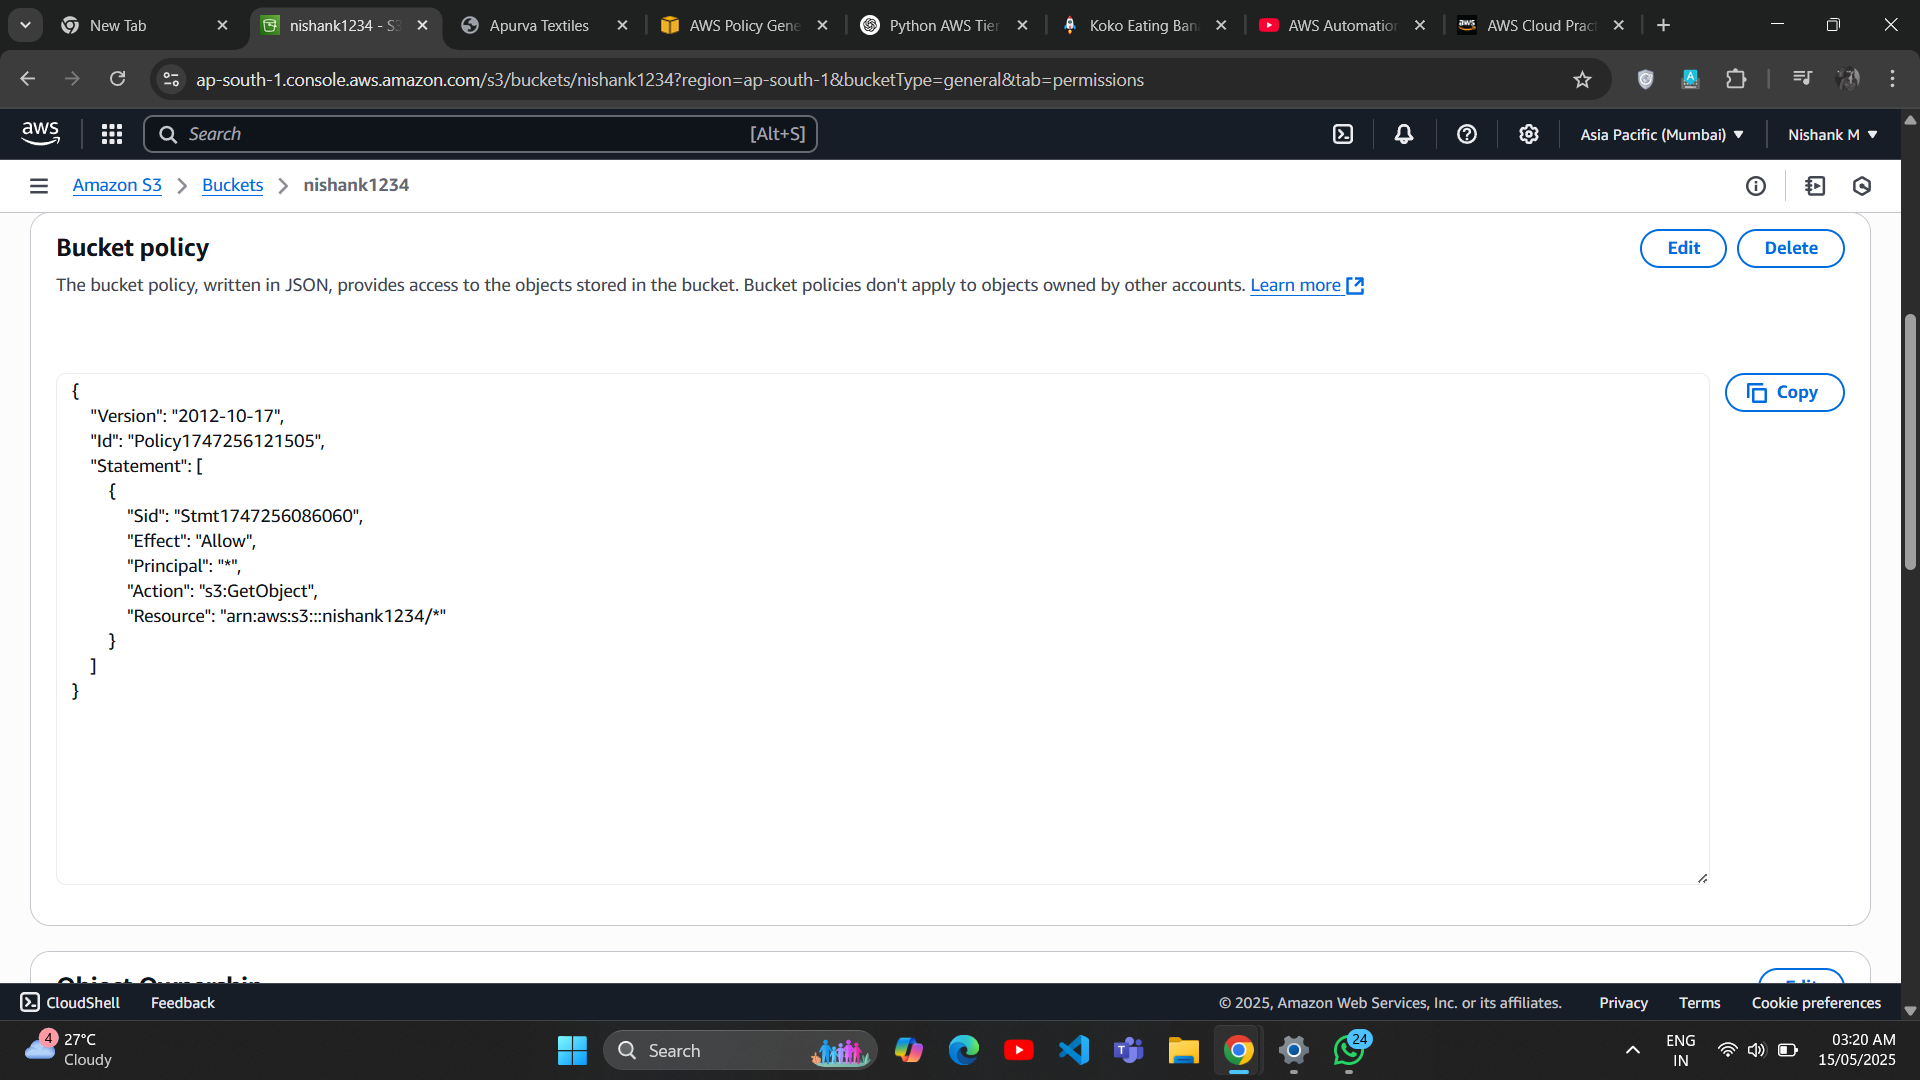 New Tab
nishank1234 - S3
Apurva Textiles
AWS Policy Gene
Python AWS Tier
Koko Eating Ban
AWS Automation
AWS Cloud Pract
ap-south-1.console.aws.amazon.com/s3/buckets/nishank1234?region=ap-south-1&bucketType=general&tab=permissions
aws
Search
[Alt+S]
Asia Pacific (Mumbai)
Nishank M
Amazon S3 > Buckets > nishank1234
Bucket policy
Edit
Delete
The bucket policy, written in JSON, provides access to the objects stored in the bucket. Bucket policies don't apply to objects owned by other accounts. Learn more
Copy
{
"Version": "2012-10-17",
"Id": "Policy1747256121505",
"Statement": [
{
"Sid": "Stmt1747256086060",
"Effect": "Allow",
"Principal": "*",
"Action": "s3:GetObject",
"Resource": "arn:aws:s3:::nishank1234/*"
}
]
}
Object Ownership
Edit
CloudShell
Feedback
© 2025, Amazon Web Services, Inc. or its affiliates.
Privacy
Terms
Cookie preferences
4
27°C
Cloudy
Search
24
ENG
IN
03:20 AM
15/05/2025